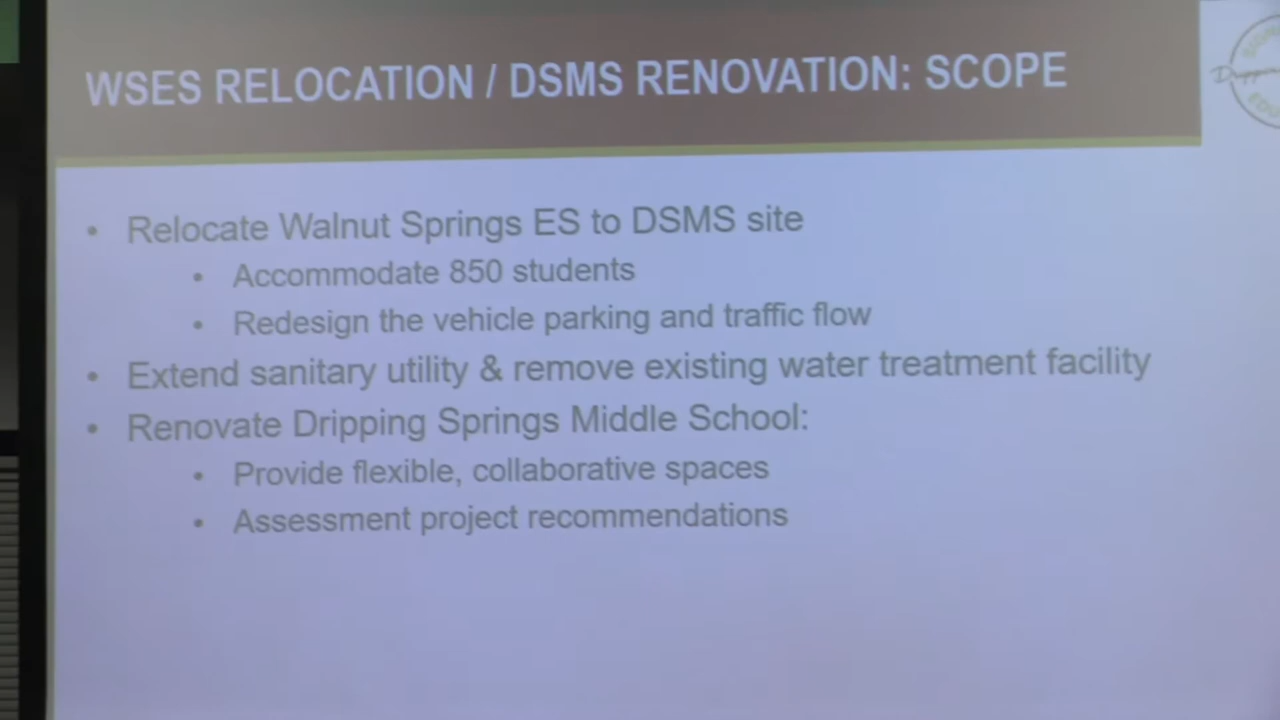 WSES RELOCATION / DSMS RENOVATION: SCOPE
• Relocate Walnut Springs ES to DSMS site
• Accommodate 850 students
• Redesign the vehicle parking and traffic flow
• Extend sanitary utility & remove existing water treatment facility
• Renovate Dripping Springs Middle School:
• Provide flexible, collaborative spaces
• Assessment project recommendations